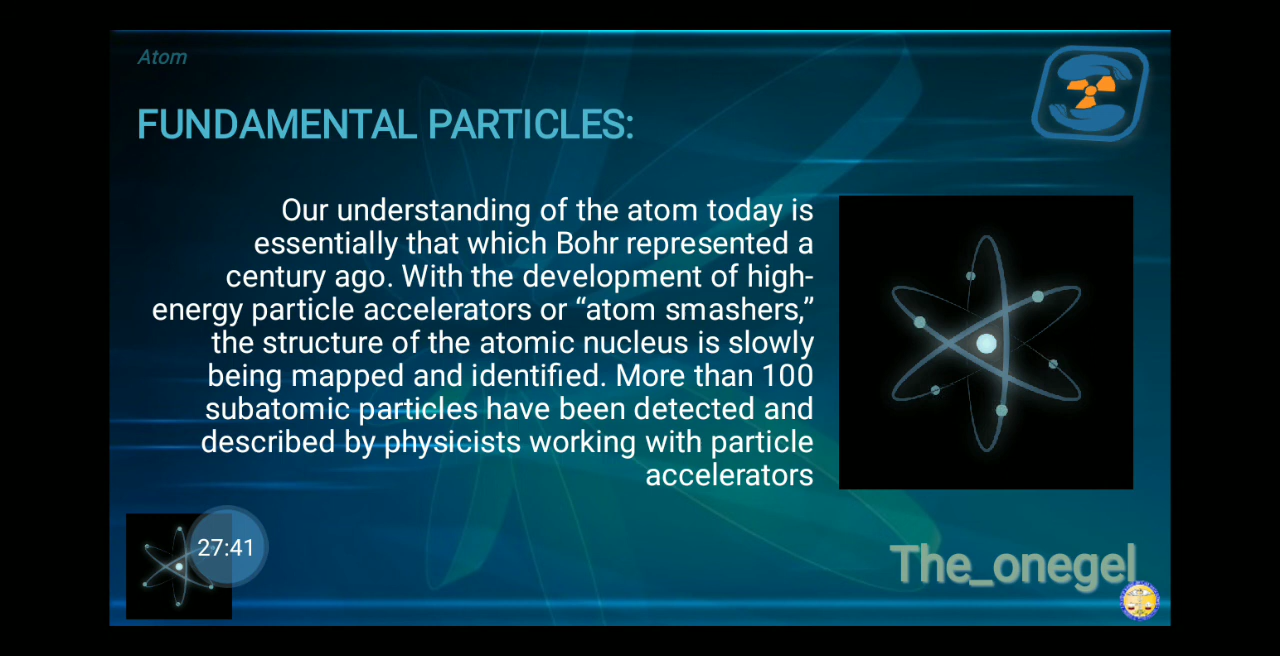 Atom
FUNDAMENTAL PARTICLES:
Our understanding of the atom today is
essentially that which Bohr represented a
century ago. With the development of high-
energy particle accelerators or “atom smashers,”
the structure of the atomic nucleus is slowly
being mapped and identified. More than 100
subatomic particles have been detected and
described by physicists working with particle
accelerators
27:41
The_onegel